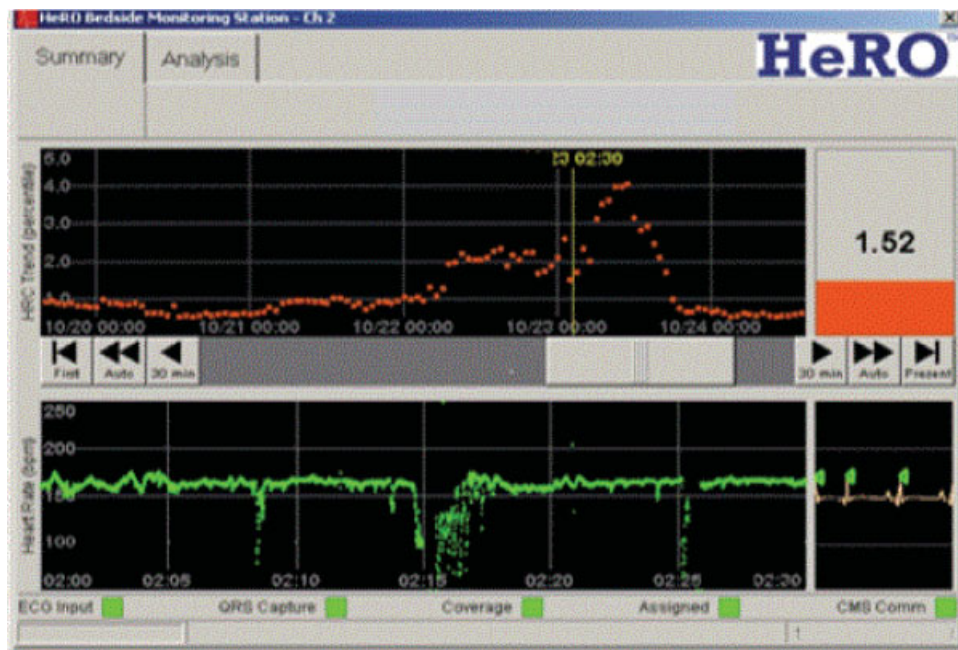 HeRO Bedside Monitoring Station - Ch 2
Summary
Analysis
HeRO
HRC Trend (percentile)
5.0
4.0
3.0
2.0
1.0
3 02:30
10/20 00:00
10/21 00:00
10/22 00:00
10/23 00:00
10/24 00:00
1.52
First
Auto
30 min
30 min
Auto
Present
Heart Rate (bpm)
250
200
150
100
02:00
02:05
02:10
02:15
02:20
02:25
02:30
ECG Input
QRS Capture
Coverage
Assigned
CMS Comm